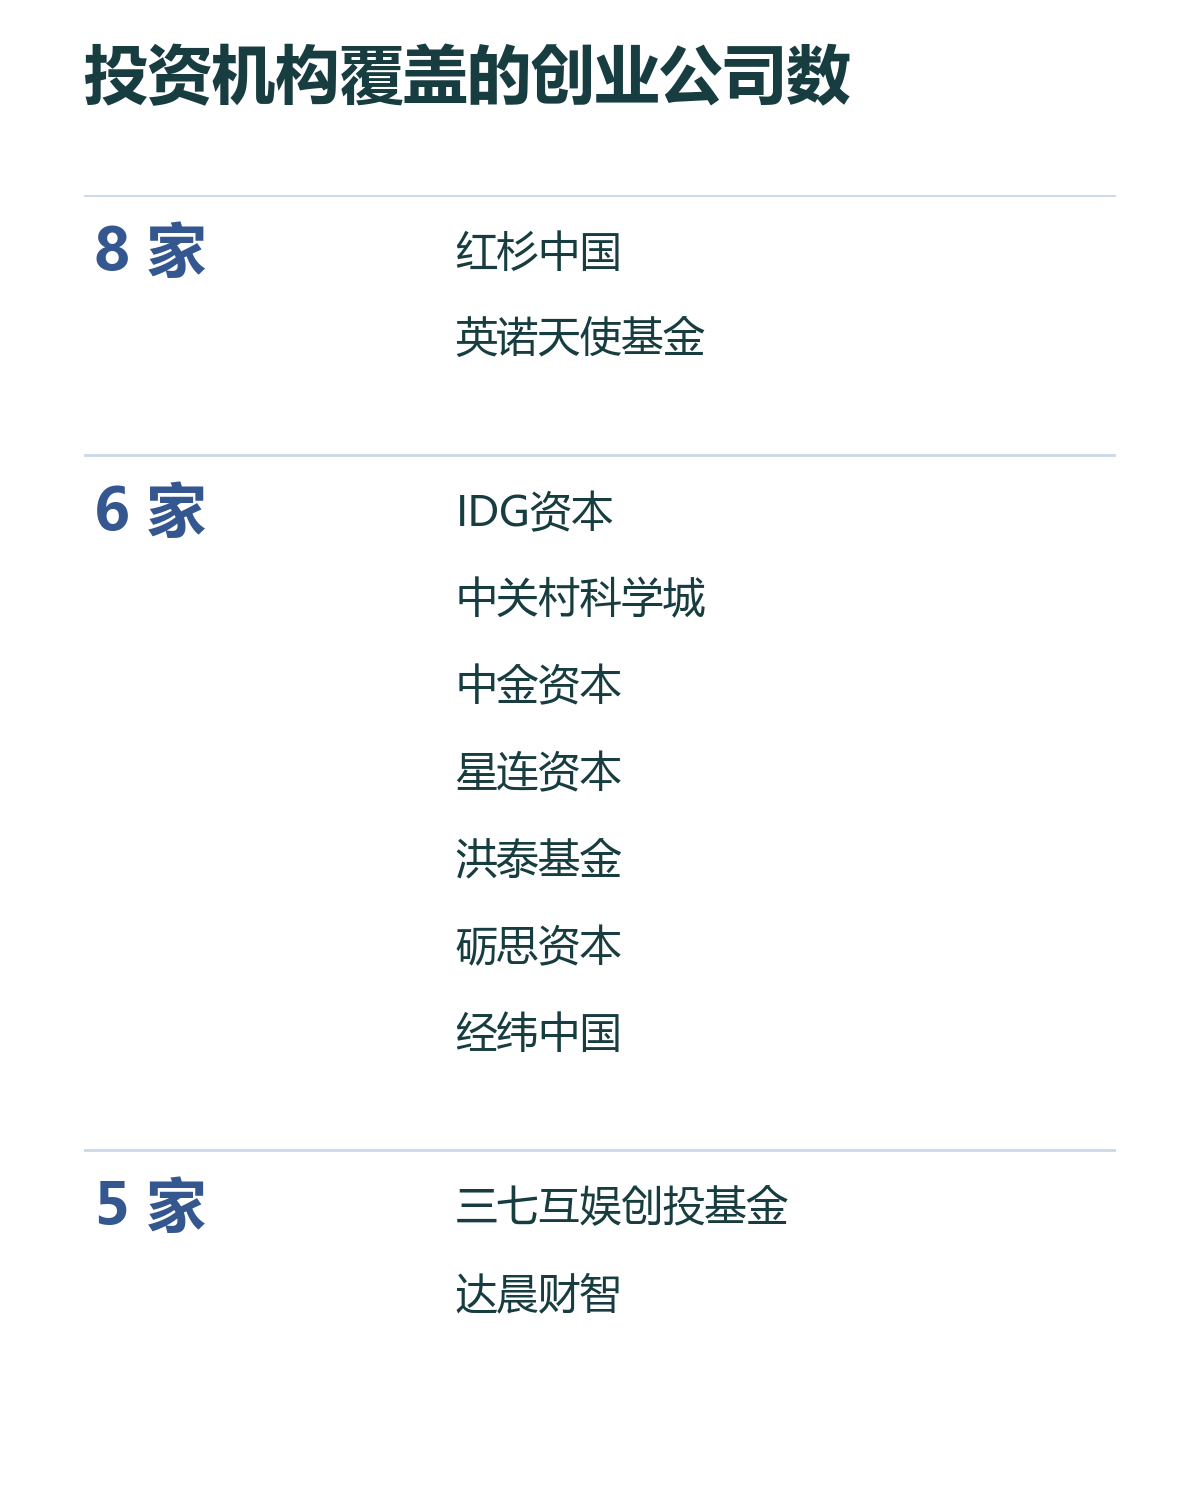 投资机构覆盖的创业公司数
8 家
红杉中国
英诺天使基金
6 家
IDG资本
中关村科学城
中金资本
星连资本
洪泰基金
砺思资本
经纬中国
5 家
三七互娱创投基金
达晨财智